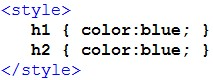 <style>
h1 { color:blue; }
h2 { color:blue; }
</style>